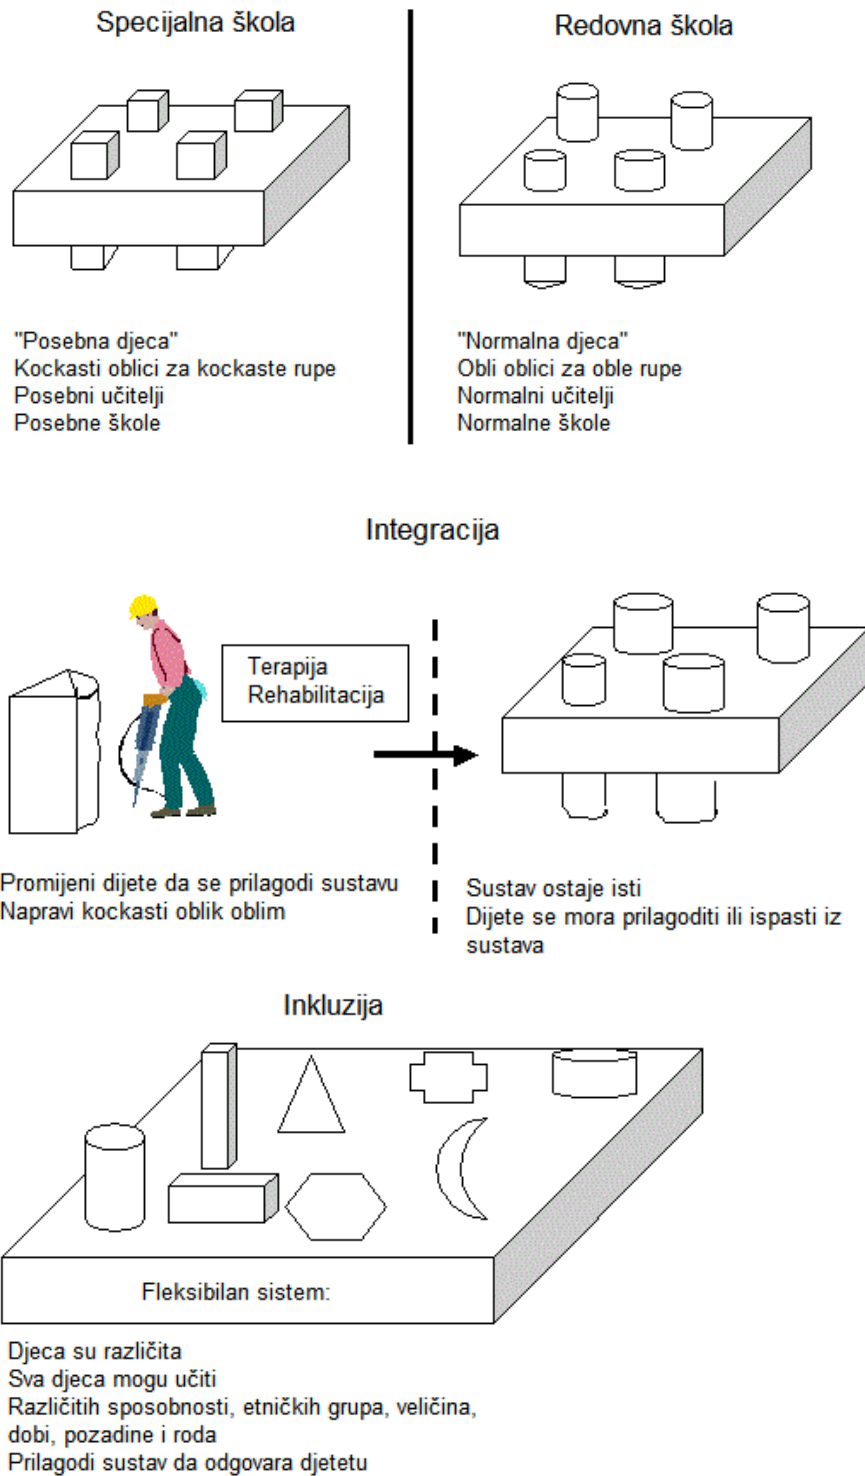 Specijalna škola
"Posebna djeca"
Kockasti oblici za kockaste rupe
Posebni učitelji
Posebne škole
Redovna škola
"Normalna djeca"
Obli oblici za oble rupe
Normalni učitelji
Normalne škole
Integracija
Terapija
Rehabilitacija
Promijeni dijete da se prilagodi sustavu
Napravi kockasti oblik oblim
Sustav ostaje isti
Dijete se mora prilagoditi ili ispasti iz
sustava
Inkluzija
Fleksibilan sistem:
Djeca su različita
Sva djeca mogu učiti
Različitih sposobnosti, etničkih grupa, veličina,
dobi, pozadine i roda
Prilagodi sustav da odgovara djetetu